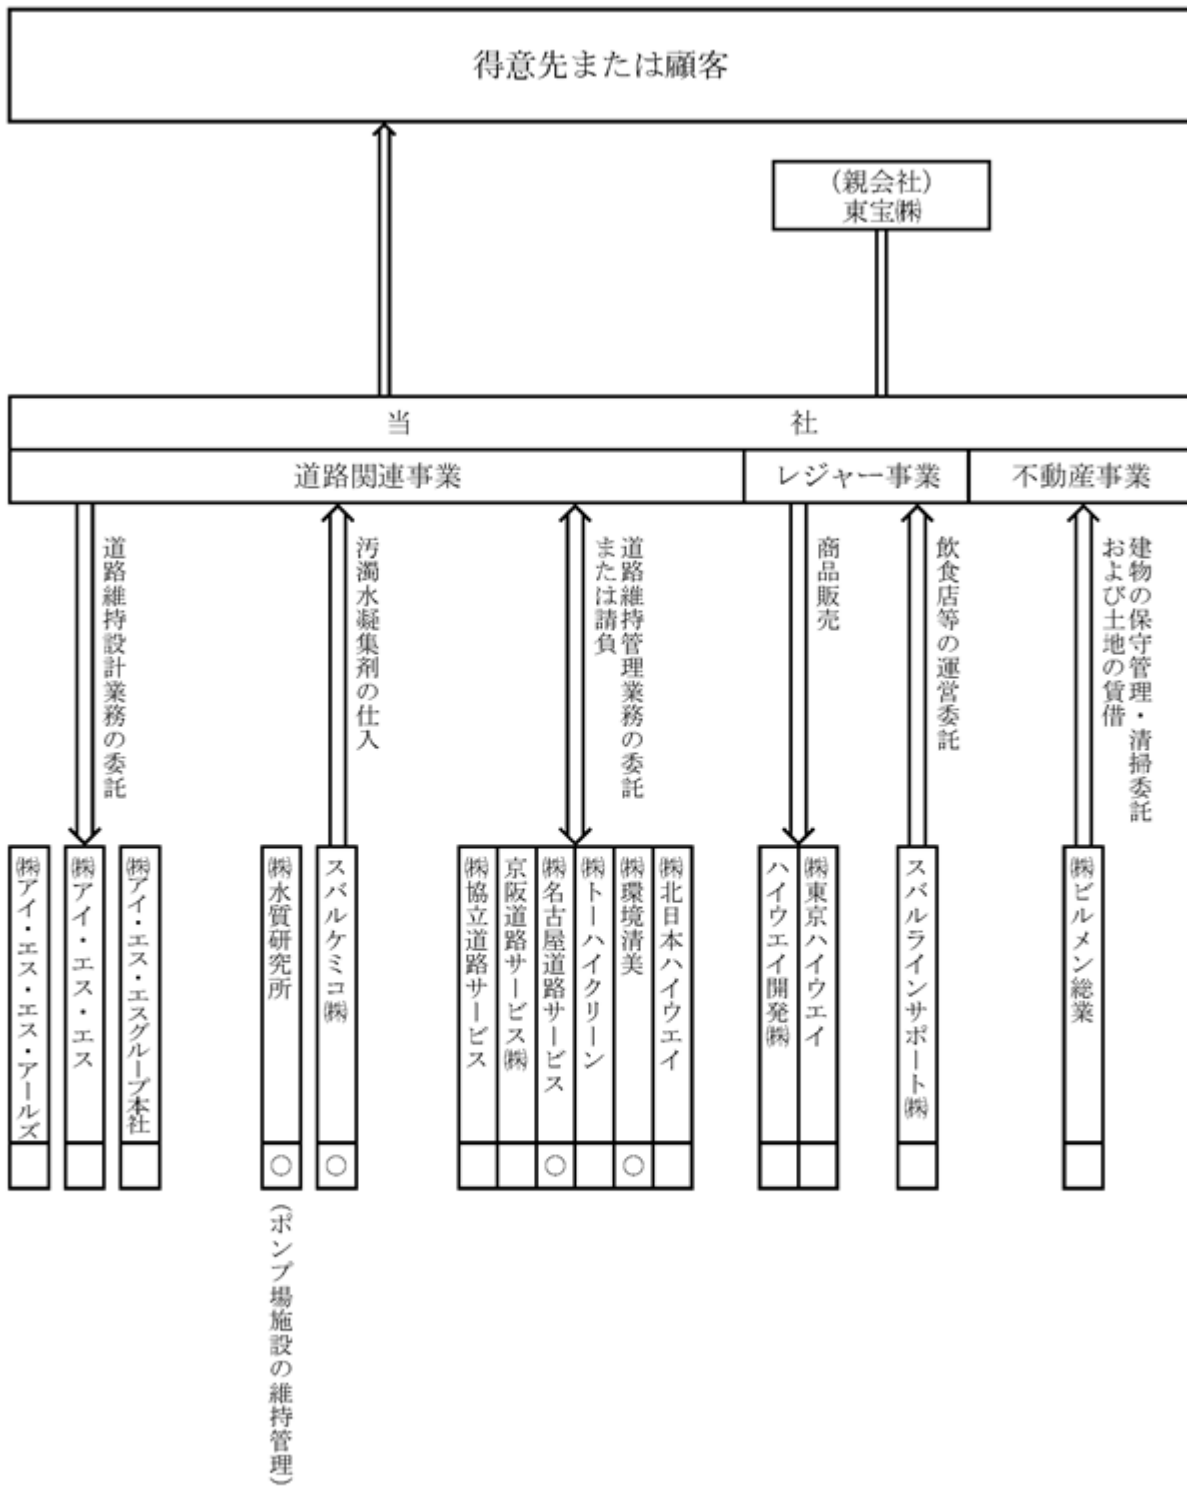 得意先または顧客
（親会社）
東宝㈱
当社
道路関連事業
レジャー事業
不動産事業
道路維持設計業務の委託
汚濁水凝集剤の仕入
道路維持管理業務の委託
または請負
商品販売
飲食店等の運営委託
建物の保守管理・清掃委託
および土地の賃借
㈱アイ・エス・エス・アールズ
㈱アイ・エス・エス
㈱アイ・エス・エスグループ本社
㈱水質研究所
スバルケミコ㈱
㈱協立道路サービス
京阪道路サービス㈱
㈱名古屋道路サービス
㈱トーハイクリーン
㈱環境清美
㈱北日本ハイウエイ
ハイウエイ開発㈱
㈱東京ハイウエイ
スバルラインサポート㈱
㈱ビルメン総業
○
○
○
○
（ポンプ場施設の維持管理）